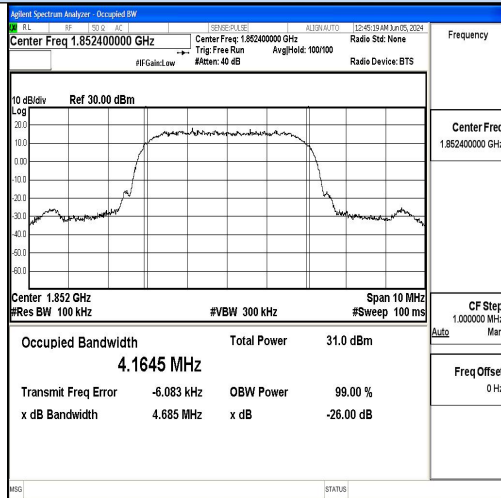 Agilent Spectrum Analyzer - Occupied BW
RL RF 50 Ω AC SENSE:PULSE ALIGN AUTO 12:45:19 AM Jun 05, 2024
Center Freq 1.852400000 GHz
Center Freq: 1.852400000 GHz
Radio Std: None
Trig: Free Run Avg|Hold: 100/100
#IFGain:Low #Atten: 40 dB Radio Device: BTS
Frequency
10 dB/div Ref 30.00 dBm
Log
20.0
10.0
0.00
-10.0
-20.0
-30.0
-40.0
-50.0
-60.0
Center Freq
1.852400000 GHz
Center 1.852 GHz Span 10 MHz
#Res BW 100 kHz #VBW 300 kHz #Sweep 100 ms
CF Step
1.000000 MHz
Auto Man
Occupied Bandwidth Total Power 31.0 dBm
4.1645 MHz
Transmit Freq Error -6.083 kHz OBW Power 99.00 %
x dB Bandwidth 4.685 MHz x dB -26.00 dB
Freq Offset
0 Hz
MSG STATUS